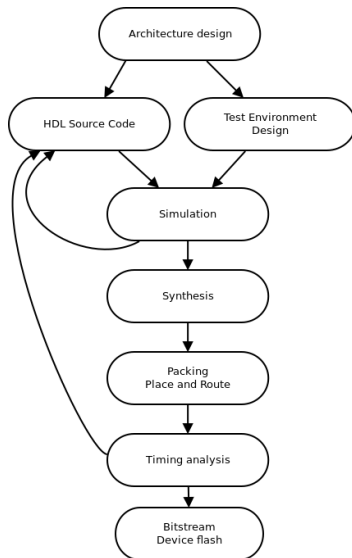 Architecture design
HDL Source Code
Test Environment
Design
Simulation
Synthesis
Packing
Place and Route
Timing analysis
Bitstream
Device flash